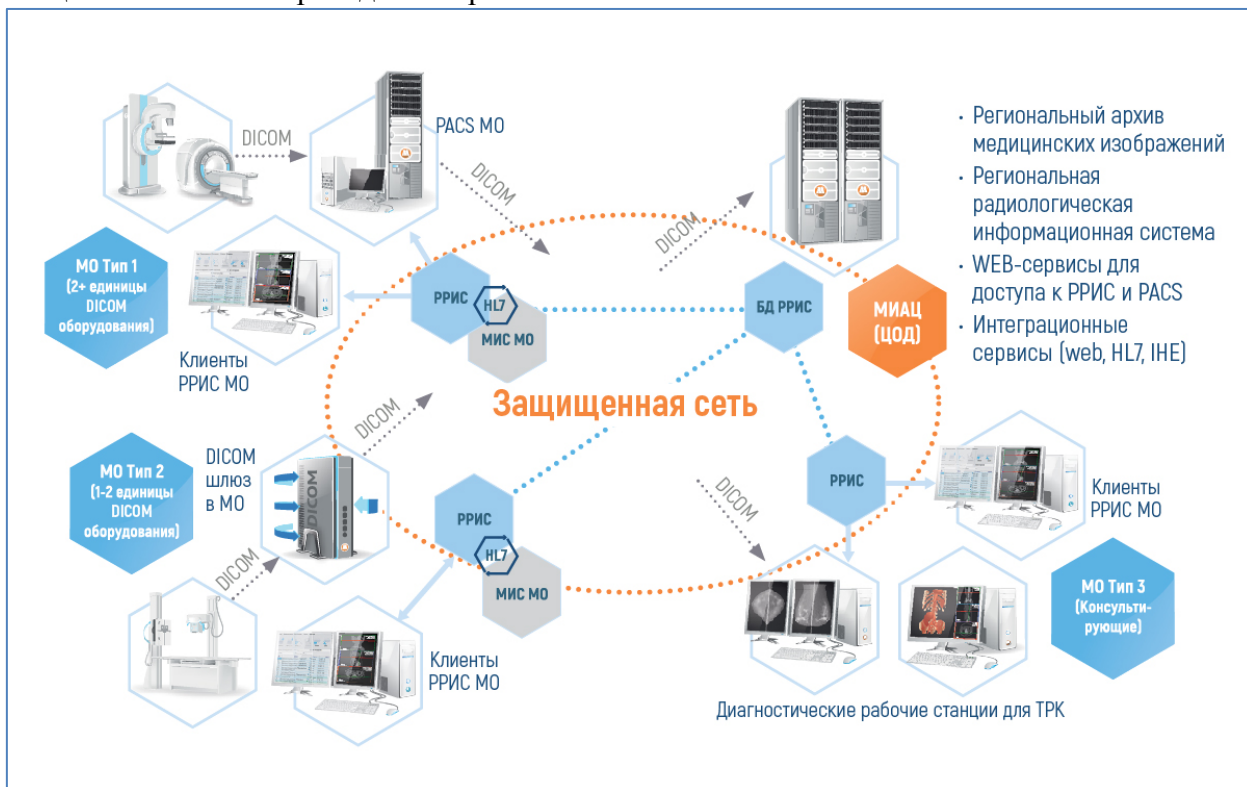 DICOM
PACS МО
DICOM
DICOM
• Региональный архив
медицинских изображений
• Региональная
радиологическая
информационная система
• WEB-сервисы для
доступа к РРИС и PACS
• Интеграционные
сервисы (web, HL7, IHE)
МО Тип 1
(2+ единицы
DICOM
оборудования)
Клиенты
РРИС МО
РРИС
HL7
МИС МО
БД РРИС
МИАЦ
(ЦОД)
Защищенная сеть
DICOM
МО Тип 2
(1-2 единицы
DICOM
оборудования)
DICOM
шлюз
в МО
DICOM
DICOM
РРИС
HL7
МИС МО
Клиенты
РРИС МО
DICOM
РРИС
Клиенты
РРИС МО
МО Тип 3
(Консульти-
рующие)
Диагностические рабочие станции для ТРК